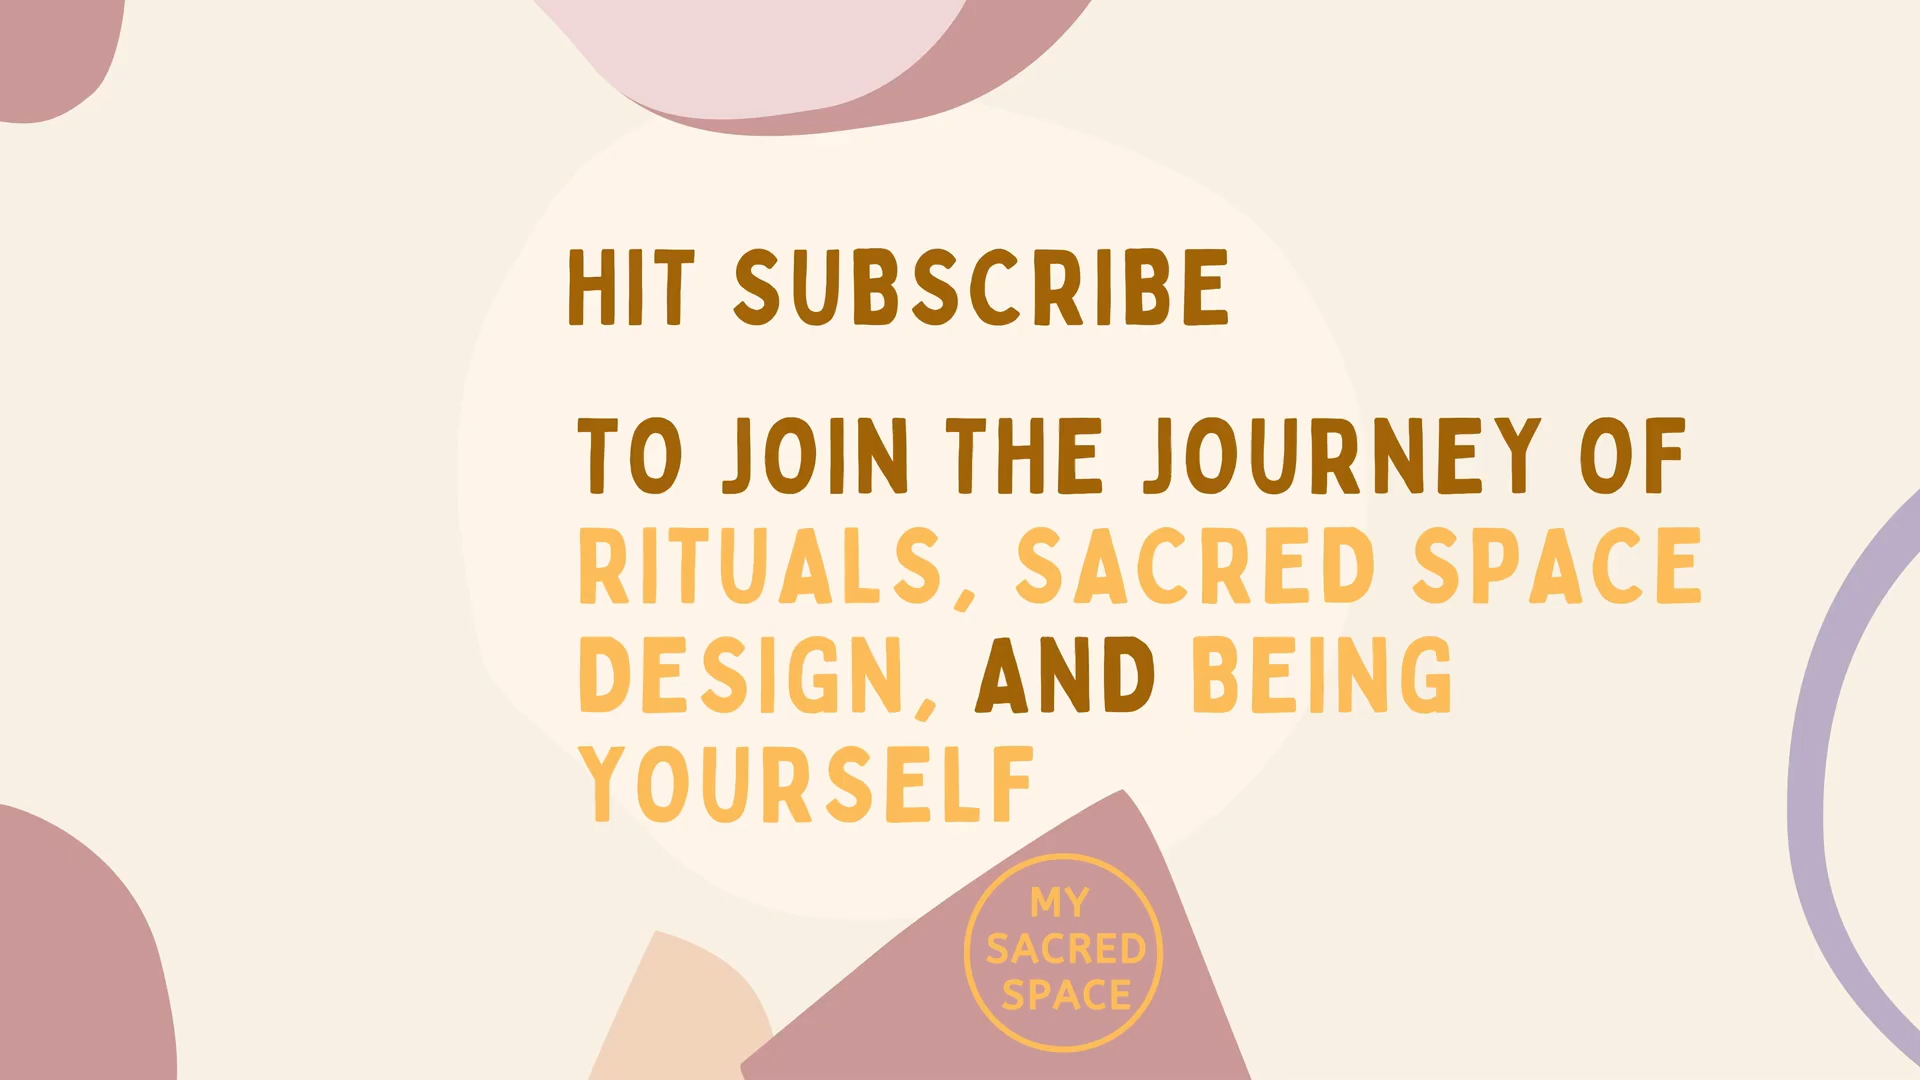 HIT SUBSCRIBE
TO JOIN THE JOURNEY OF
RITUALS, SACRED SPACE
DESIGN, AND BEING
YOURSELF
MY
SACRED
SPACE